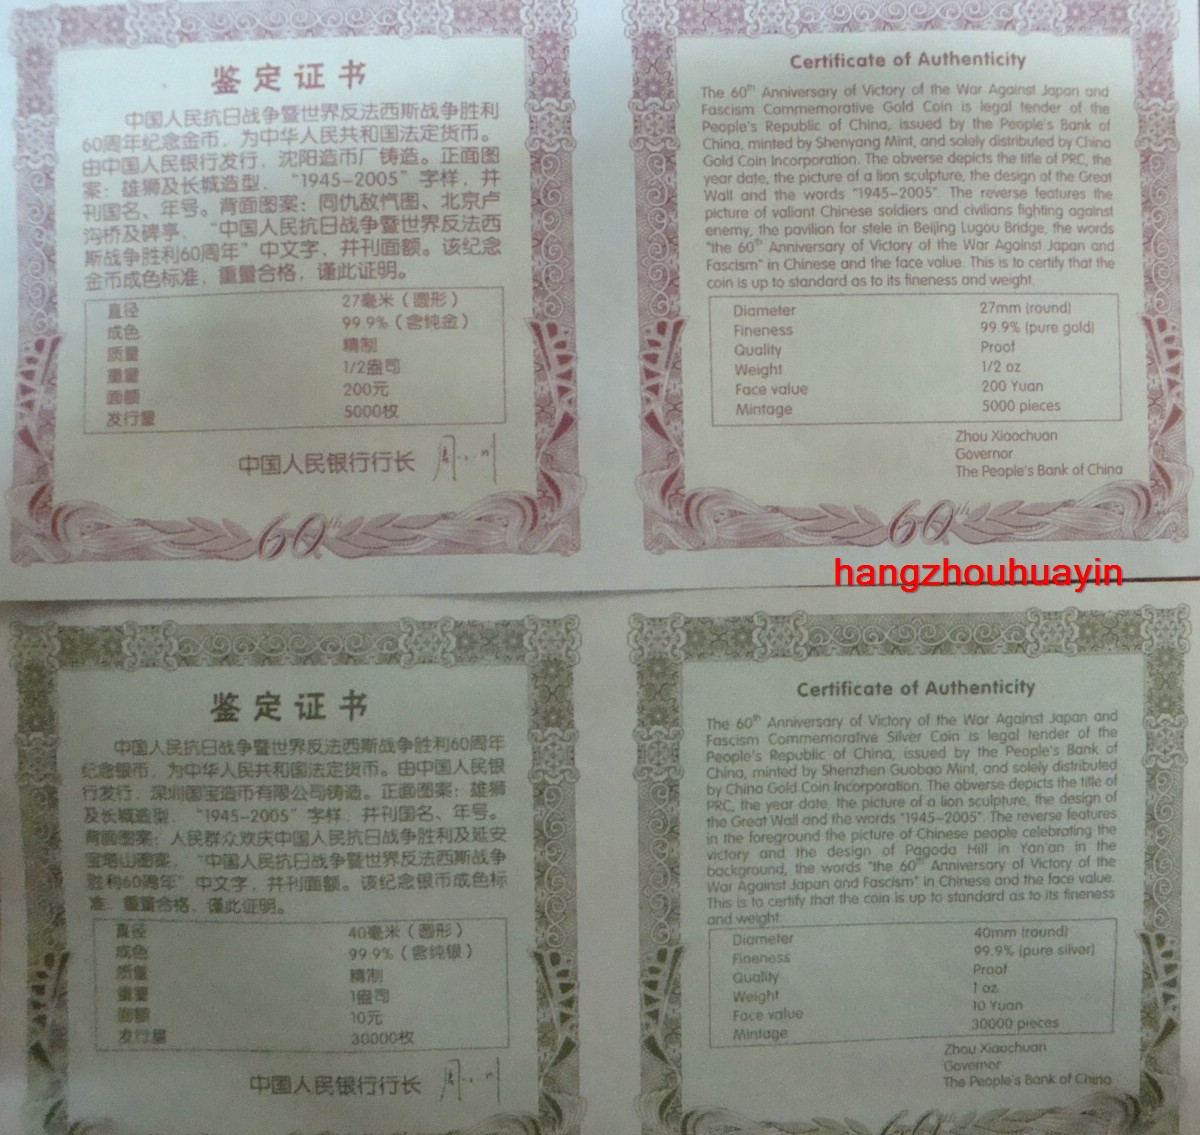 鉴定证书
中国人民抗日战争暨世界反法西斯战争胜利
60周年纪念金币，为中华人民共和国法定货币。
由中国人民银行发行，沈阳造币厂铸造。正面图
案：雄狮及长城造型，“1945-2005”字样，并
刊国名、年号。背面图案：同仇敌忾图、北京卢
沟桥及碑亭，“中国人民抗日战争暨世界反法西
斯战争胜利60周年”中文字，并刊面额。该纪念
金币成色标准，重量合格，谨此证明。
直径 27毫米（圆形）
成色 99.9%（含纯金）
质量 精制
重量 1/2盎司
面额 200元
发行量 5000枚
中国人民银行行长
Certificate of Authenticity
The 60th Anniversary of Victory of the War Against Japan and
Fascism Commemorative Gold Coin is legal tender of the
People's Republic of China, issued by the People's Bank of
China, minted by Shenyang Mint, and solely distributed by China
Gold Coin Incorporation. The obverse depicts the title of PRC, the
year date, the picture of a lion sculpture, the design of the Great
Wall and the words "1945-2005". The reverse features the
picture of valiant Chinese soldiers and civilians fighting against
enemy, the pavilion for stele in Beijing Lugou Bridge, the words
"the 60th Anniversary of Victory of the War Against Japan and
Fascism" in Chinese and the face value. This is to certify that the
coin is up to standard as to its fineness and weight.
Diameter 27mm (round)
Fineness 99.9% (pure gold)
Quality Proof
Weight 1/2 oz
Face value 200 Yuan
Mintage 5000 pieces
Zhou Xiaochuan
Governor
The People's Bank of China
60th
60th
hangzhouhuayin
鉴定证书
中国人民抗日战争暨世界反法西斯战争胜利60周年
纪念银币，为中华人民共和国法定货币。由中国人民银
行发行，深圳国宝造币有限公司铸造。正面图案：雄狮
及长城造型，“1945-2005”字样，并刊国名、年号。
背面图案：人民群众欢庆中国人民抗日战争胜利及延安
宝塔山图案，“中国人民抗日战争暨世界反法西斯战争
胜利60周年”中文字，并刊面额。该纪念银币成色标
准，重量合格，谨此证明。
直径 40毫米（圆形）
成色 99.9%（含纯银）
质量 精制
重量 1盎司
面额 10元
发行量 30000枚
中国人民银行行长
Certificate of Authenticity
The 60th Anniversary of Victory of the War Against Japan and
Fascism Commemorative Silver Coin is legal tender of the
People's Republic of China, issued by the People's Bank of
China, minted by Shenzhen Guobao Mint, and solely distributed
by China Gold Coin Incorporation. The obverse depicts the title of
PRC, the year date, the picture of a lion sculpture, the design of
the Great Wall and the words "1945-2005". The reverse features
in the foreground the picture of Chinese people celebrating the
victory and the design of Pagoda Hill in Yan'an in the
background, the words "the 60th Anniversary of Victory of the
War Against Japan and Fascism" in Chinese and the face value.
This is to certify that the coin is up to standard as to its fineness
and weight.
Diameter 40mm (round)
Fineness 99.9% (pure silver)
Quality Proof
Weight 1 oz
Face value 10 Yuan
Mintage 30000 pieces
Zhou Xiaochuan
Governor
The People's Bank of China
60th